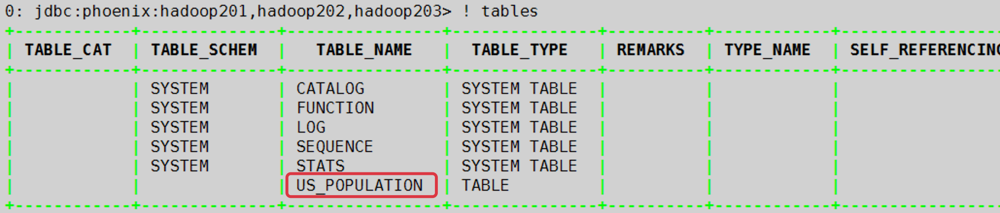 0: jdbc:phoenix:hadoop201,hadoop202,hadoop203> ! tables
+------------+--------------+----------------+---------------+----------+------------+-----------------
| TABLE_CAT | TABLE_SCHEM | TABLE_NAME | TABLE_TYPE | REMARKS | TYPE_NAME | SELF_REFERENCING
+------------+--------------+----------------+---------------+----------+------------+-----------------
| | SYSTEM | CATALOG | SYSTEM TABLE | | |
| | SYSTEM | FUNCTION | SYSTEM TABLE | | |
| | SYSTEM | LOG | SYSTEM TABLE | | |
| | SYSTEM | SEQUENCE | SYSTEM TABLE | | |
| | SYSTEM | STATS | SYSTEM TABLE | | |
| | | US_POPULATION | TABLE | | |
+------------+--------------+----------------+---------------+----------+------------+-----------------